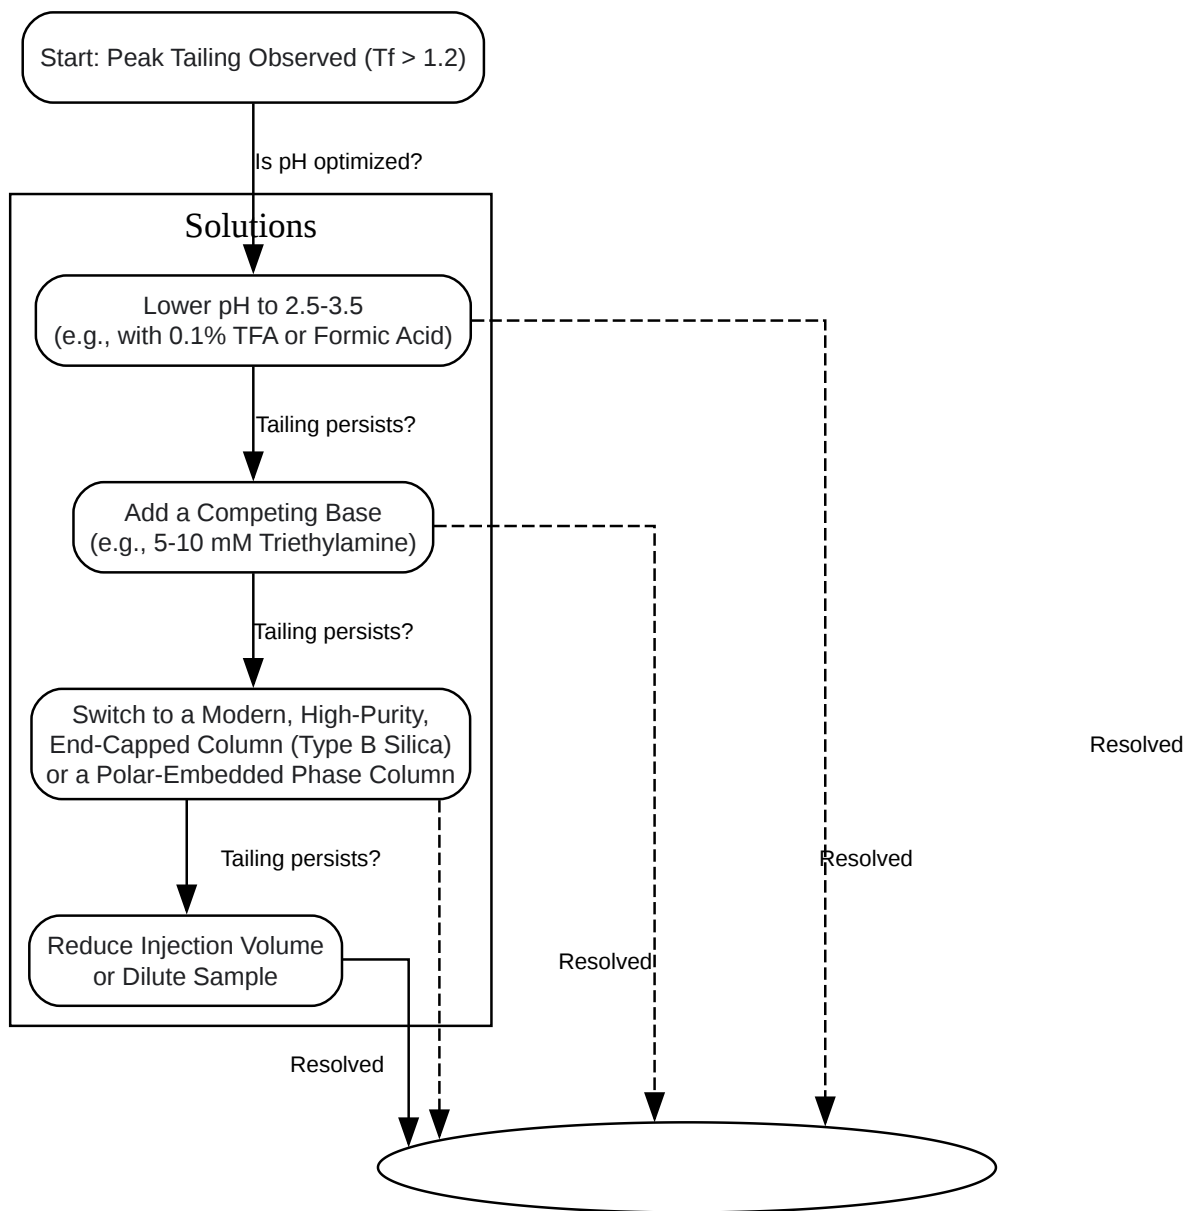 Start: Peak Tailing Observed (Tf > 1.2)
Is pH optimized?
Solutions
Lower pH to 2.5-3.5
(e.g., with 0.1% TFA or Formic Acid)
Tailing persists?
Add a Competing Base
(e.g., 5-10 mM Triethylamine)
Tailing persists?
Switch to a Modern, High-Purity,
End-Capped Column (Type B Silica)
or a Polar-Embedded Phase Column
Resolved
Tailing persists?
Resolved
Reduce Injection Volume
or Dilute Sample
Resolved
Resolved